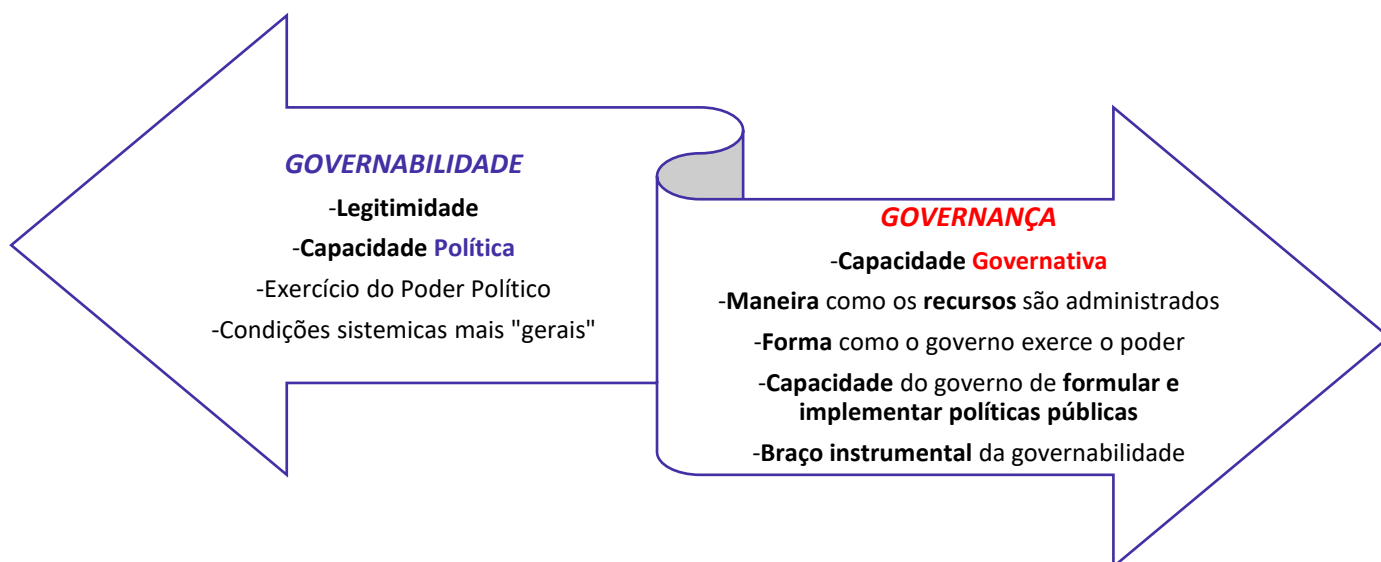 GOVERNABILIDADE
-Legitimidade
-Capacidade Política
-Exercício do Poder Político
-Condições sistemicas mais "gerais"
GOVERNANÇA
-Capacidade Governativa
-Maneira como os recursos são administrados
-Forma como o governo exerce o poder
-Capacidade do governo de formular e
implementar políticas públicas
-Braço instrumental da governabilidade